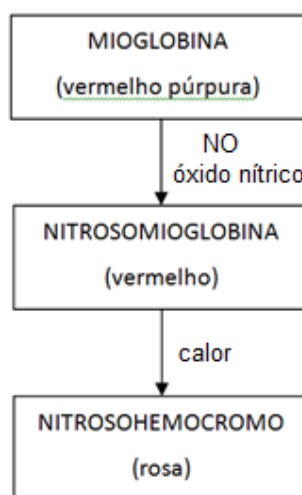 MIOGLOBINA
(vermelho púrpura)
NO
óxido nítrico
NITROSOMIOGLOBINA
(vermelho)
calor
NITROSOHEMOCROMO
(rosa)